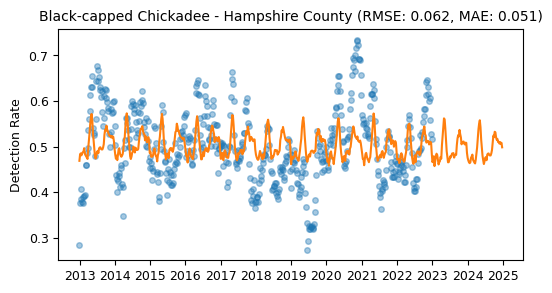 Black-capped Chickadee - Hampshire County (RMSE: 0.062, MAE: 0.051)
0.7
0.6
0.5
0.4
0.3
Detection Rate
2013 2014 2015 2016 2017 2018 2019 2020 2021 2022 2023 2024 2025